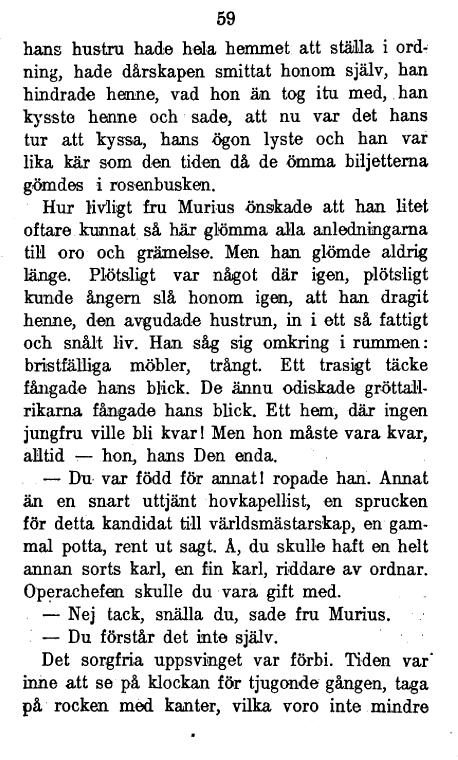 59
hans hustru hade hela hemmet att ställa i ord-
ning, hade dårskapen smittat honom själv, han
hindrade henne, vad hon än tog itu med, han
kysste henne och sade, att nu var det hans
tur att kyssa, hans ögon lyste och han var
lika kär som den tiden då de ömma biljetterna
gömdes i rosenbusken.
Hur livligt fru Murius önskade att han litet
oftare kunnat så här glömma alla anledningarna
till oro och grämelse. Men han glömde aldrig
länge. Plötsligt var något där igen, plötsligt
kunde ångern slå honom igen, att han dragit
henne, den avgudade hustrun, in i ett så fattigt
och snålt liv. Han såg sig omkring i rummen:
bristfälliga möbler, trångt. Ett trasigt täcke
fångade hans blick. De ännu odiskade gröttall-
rikarna fångade hans blick. Ett hem, där ingen
jungfru ville bli kvar! Men hon måste vara kvar,
alltid — hon, hans Den enda.
— Du var född för annat! ropade han. Annat
än en snart uttjänt hovkapellist, en sprucken
för detta kandidat till världsmästarskap, en gam-
mal potta, rent ut sagt. Å, du skulle haft en helt
annan sorts karl, en fin karl, riddare av ordnar.
Operachefen skulle du vara gift med.
— Nej tack, snälla du, sade fru Murius.
— Du förstår det inte själv.
Det sorgfria uppsvinget var förbi. Tiden var
inne att se på klockan för tjugonde gången, taga
på rocken med kanter, vilka voro inte mindre